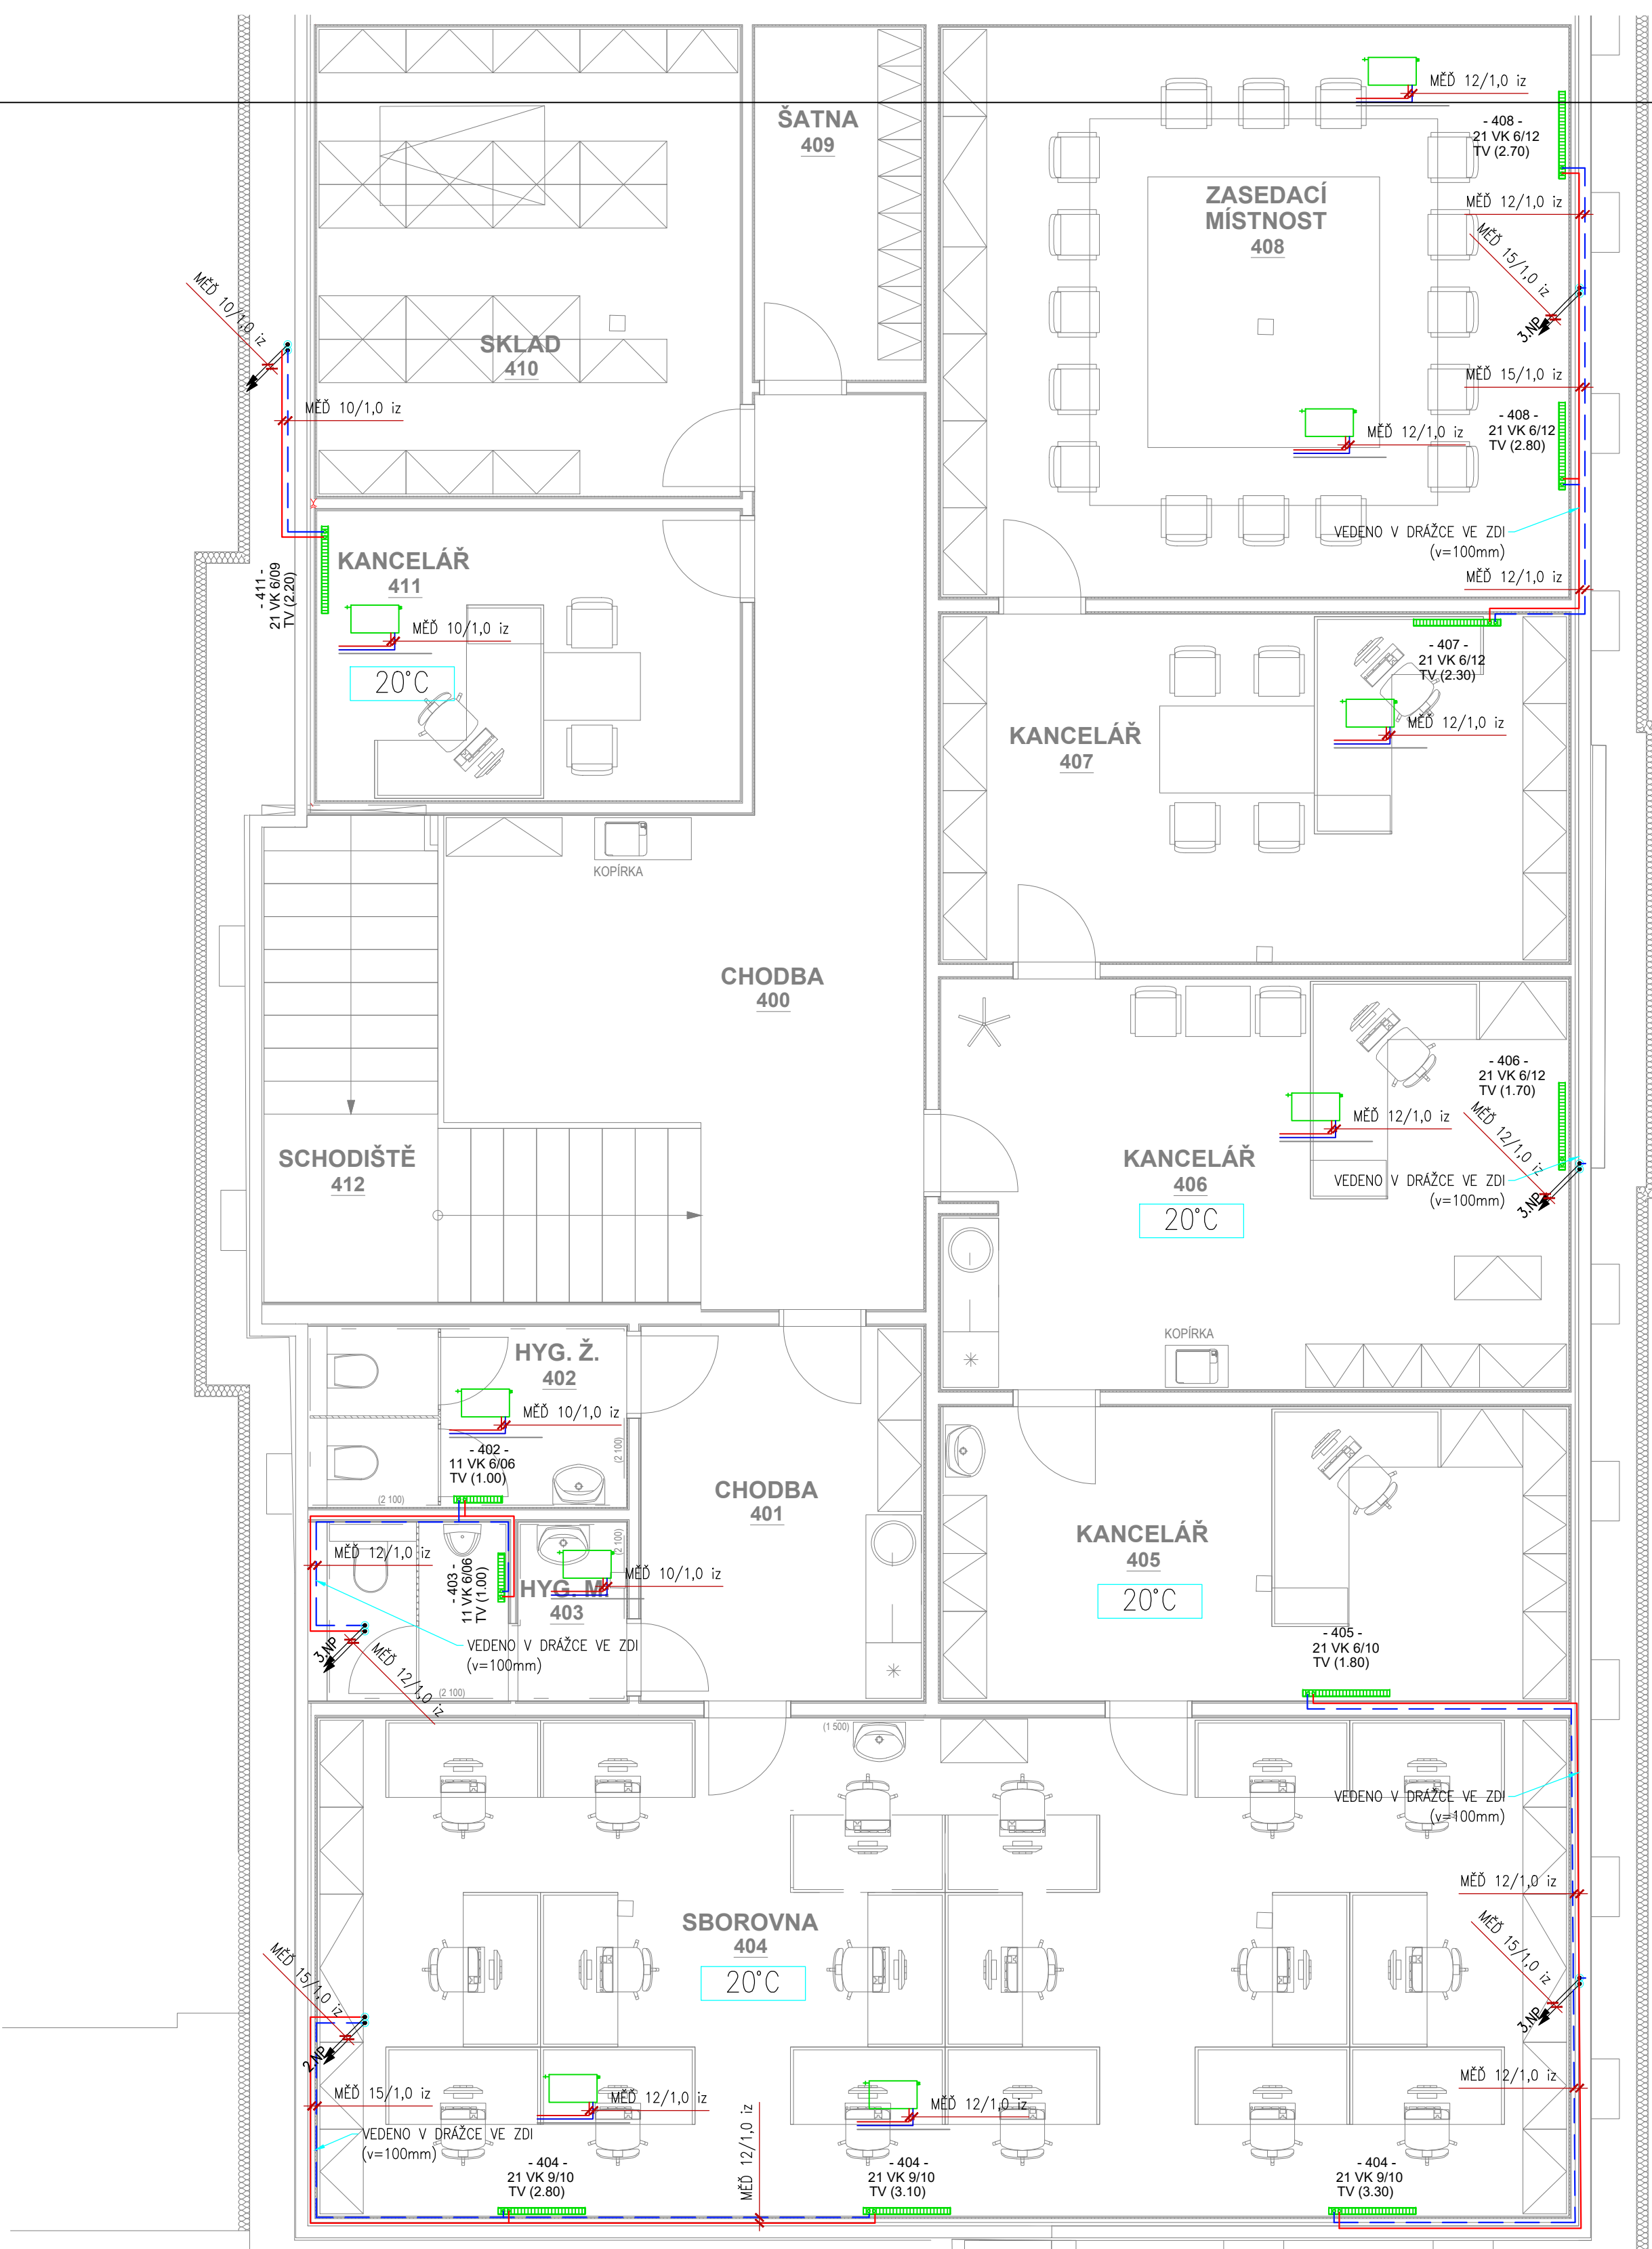 MĚĎ 12/1,0 iz
ŠATNA
409
- 408 -
21 VK 6/12
TV (2.70)
ZASEDACÍ
MÍSTNOST
408
MĚĎ 12/1,0 iz
MĚĎ 15/1,0 iz
3.NP
MĚĎ 10/1,0 iz
SKLAD
410
MĚĎ 15/1,0 iz
MĚĎ 10/1,0 iz
- 408 -
21 VK 6/12
TV (2.80)
MĚĎ 12/1,0 iz
VEDENO V DRÁŽCE VE ZDI
(v=100mm)
KANCELÁŘ
411
- 411 -
21 VK 6/09
TV (2.20)
MĚĎ 12/1,0 iz
MĚĎ 10/1,0 iz
20°C
- 407 -
21 VK 6/12
TV (2.30)
MĚĎ 12/1,0 iz
KANCELÁŘ
407
KOPÍRKA
CHODBA
400
- 406 -
21 VK 6/12
TV (1.70)
MĚĎ 12/1,0 iz
MĚĎ 12/1,0 iz
SCHODIŠTĚ
412
KANCELÁŘ
406
VEDENO V DRÁŽCE VE ZDI
(v=100mm)
3.NP
20°C
KOPÍRKA
HYG. Ž.
402
MĚĎ 10/1,0 iz
(2 100)
- 402 -
11 VK 6/06
TV (1.00)
(2 100)
CHODBA
401
KANCELÁŘ
405
MĚĎ 12/1,0 iz
- 403 -
11 VK 6/06
TV (1.00)
(2 100)
MĚĎ 10/1,0 iz
HYG. M.
403
20°C
3.NP
MĚĎ 12/1,0 iz
VEDENO V DRÁŽCE VE ZDI
(v=100mm)
(2 100)
- 405 -
21 VK 6/10
TV (1.80)
(1 500)
VEDENO V DRÁŽCE VE ZDI
(v=100mm)
MĚĎ 12/1,0 iz
SBOROVNA
404
20°C
MĚĎ 15/1,0 iz
2.NP
MĚĎ 15/1,0 iz
3.NP
MĚĎ 15/1,0 iz
MĚĎ 12/1,0 iz
MĚĎ 12/1,0 iz
MĚĎ 12/1,0 iz
VEDENO V DRÁŽCE VE ZDI
(v=100mm)
MĚĎ 12/1,0 iz
- 404 -
21 VK 9/10
TV (2.80)
- 404 -
21 VK 9/10
TV (3.10)
- 404 -
21 VK 9/10
TV (3.30)